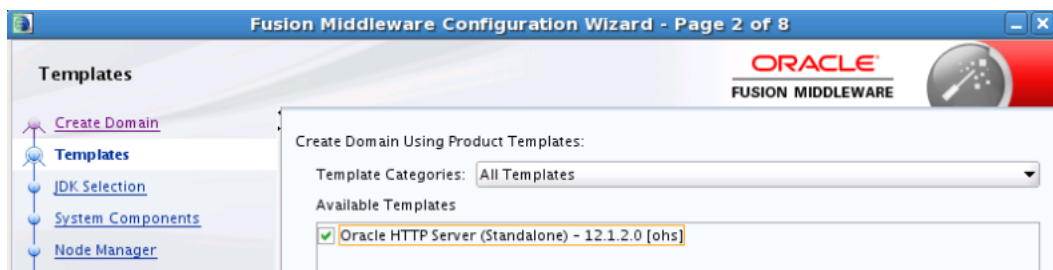 Fusion Middleware Configuration Wizard - Page 2 of 8
Templates
ORACLE
FUSION MIDDLEWARE
Create Domain
Templates
JDK Selection
System Components
Node Manager
Create Domain Using Product Templates:
Template Categories: All Templates
Available Templates
Oracle HTTP Server (Standalone) - 12.1.2.0 [ohs]